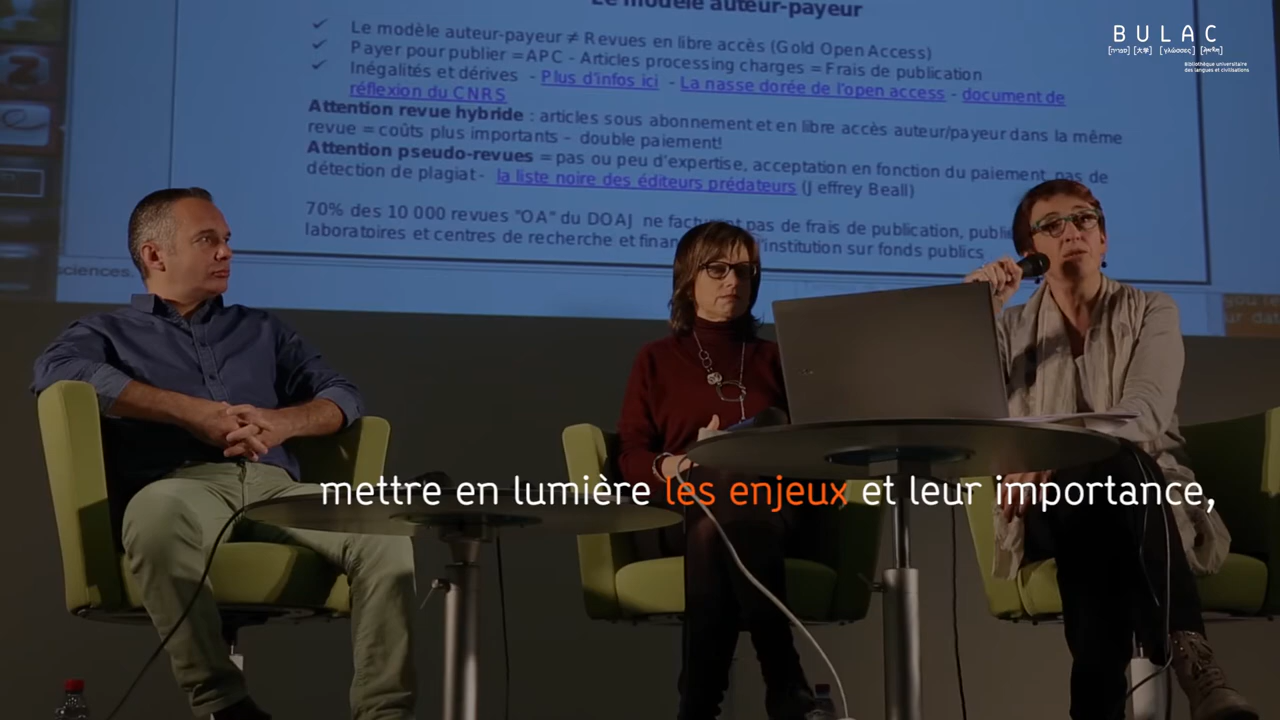 Le modèle auteur-payeur
✓ Le modèle auteur-payeur ≠ Revues en libre accès (Gold Open Access)
✓ Payer pour publier = APC - Articles processing charges = Frais de publication
✓ Inégalités et dérives - Plus d'infos ici - La nasse dorée de l'open access - document de
réflexion du CNRS
Attention revue hybride : articles sous abonnement et en libre accès auteur/payeur dans la même
revue = coûts plus importants – double paiement!
Attention pseudo-revues = pas ou peu d'expertise, acceptation en fonction du paiement, pas de
détection de plagiat - la liste noire des éditeurs prédateurs (Jeffrey Beall)
70% des 10 000 revues "OA" du DOAJ ne facturent pas de frais de publication,
laboratoires et centres de recherche et l'institution sur fonds publics
sciences
BULAC
[ספריה] [大學] [γλώσσες]
Bibliothèque universitaire
des langues et civilisations
mettre en lumière les enjeux et leur importance,